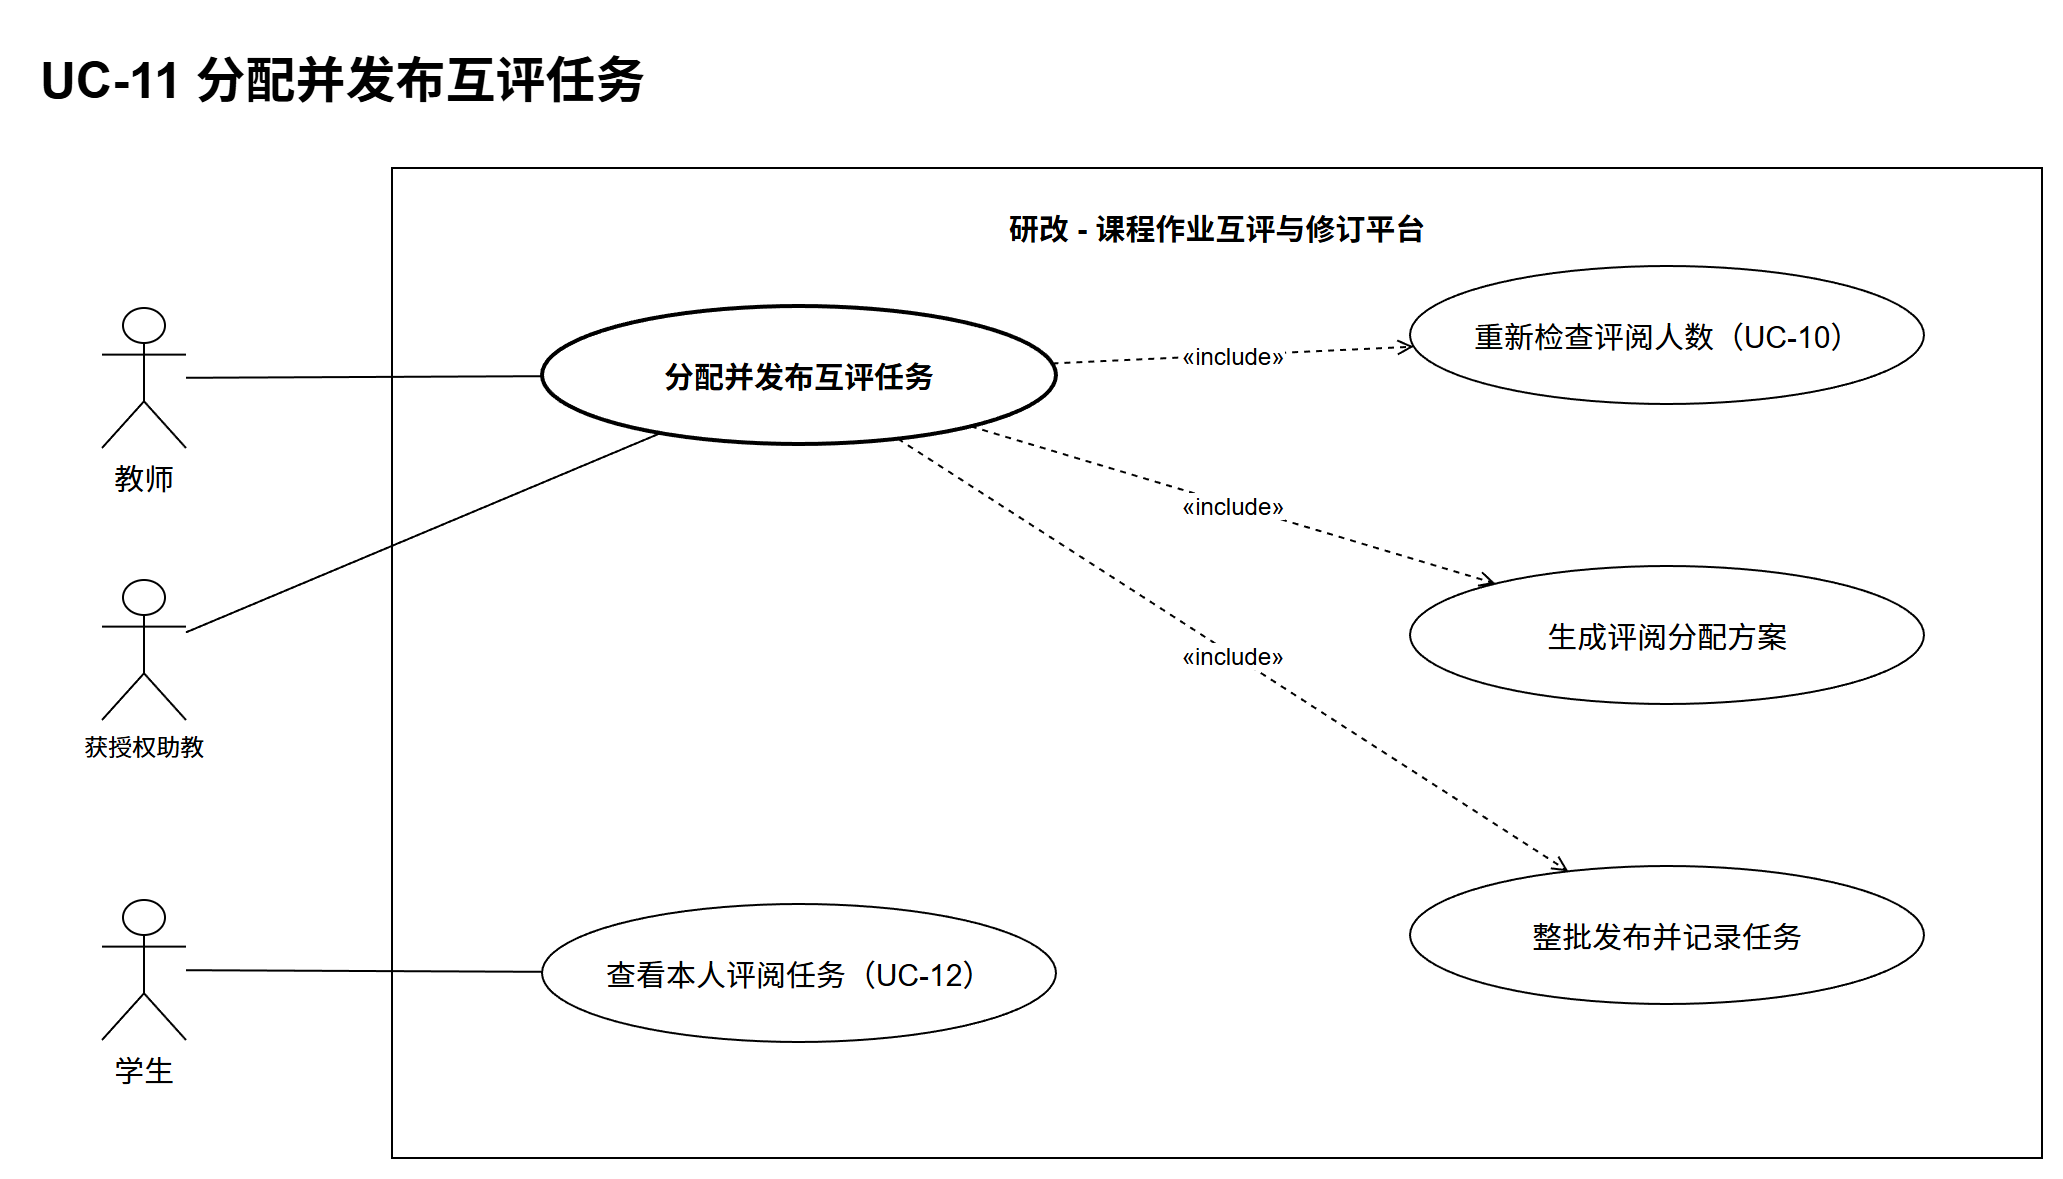 UC-11 分配并发布互评任务
研改 - 课程作业互评与修订平台
教师
分配并发布互评任务
«include»
重新检查评阅人数（UC-10）
«include»
生成评阅分配方案
获授权助教
«include»
整批发布并记录任务
学生
查看本人评阅任务（UC-12）